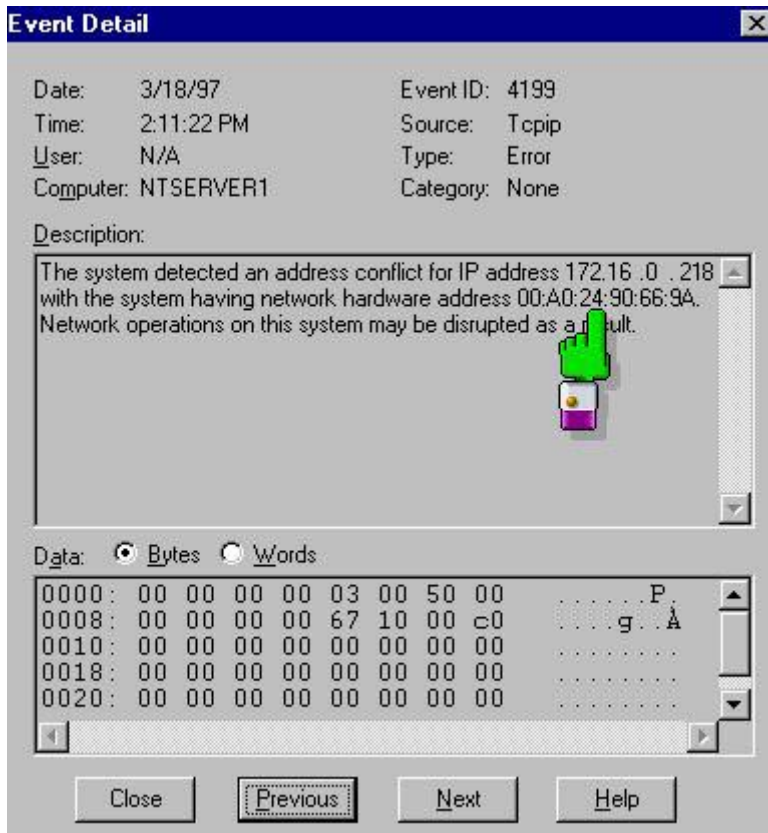 Event Detail
Date: 3/18/97 Event ID: 4199
Time: 2:11:22 PM Source: Tcpip
User: N/A Type: Error
Computer: NTSERVER1 Category: None
Description:
The system detected an address conflict for IP address 172.16 .0 . 218
with the system having network hardware address 00:A0:24:90:66:9A.
Network operations on this system may be disrupted as a
Data: Bytes Words
0000: 00 00 00 00 03 00 50 00 ......P.
0008: 00 00 00 00 67 10 00 c0 ....g..À
0010: 00 00 00 00 00 00 00 00 ........
0018: 00 00 00 00 00 00 00 00 ........
0020: 00 00 00 00 00 00 00 00 ........
Close Previous Next Help